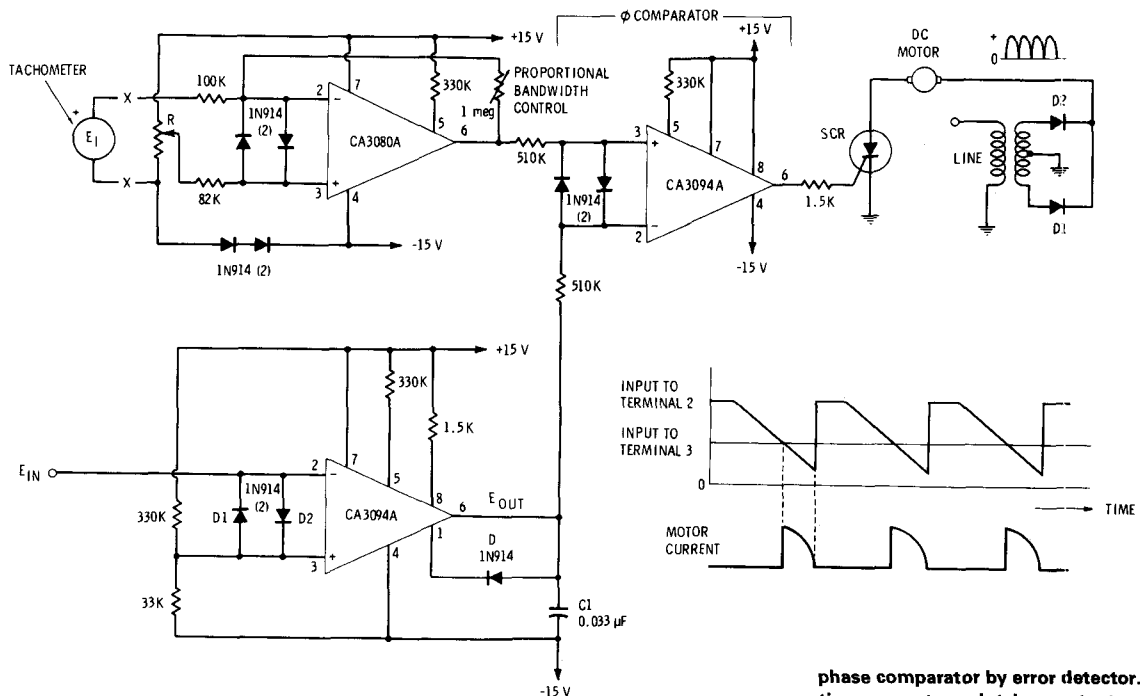 ϕ COMPARATOR
+15 V
+15 V
DC
MOTOR
+
0
TACHOMETER
+
E1
X
X
100K
R
82K
1N914
(2)
2
−
3
+
CA3080A
7
5
6
4
330K
1 meg
PROPORTIONAL
BANDWIDTH
CONTROL
510K
1N914 (2)
-15 V
330K
5
3
+
1N914
(2)
2
−
CA3094A
7
8
6
4
1.5K
-15 V
SCR
LINE
D2
D1
510K
+15 V
330K
1.5K
EIN
2
−
1N914
(2)
D1
D2
330K
3
+
CA3094A
7
5
8
6
1
4
EOUT
D
1N914
33K
C1
0.033 μF
-15 V
INPUT TO
TERMINAL 2
INPUT TO
TERMINAL 3
0
TIME
MOTOR
CURRENT
phase comparator by error detector.